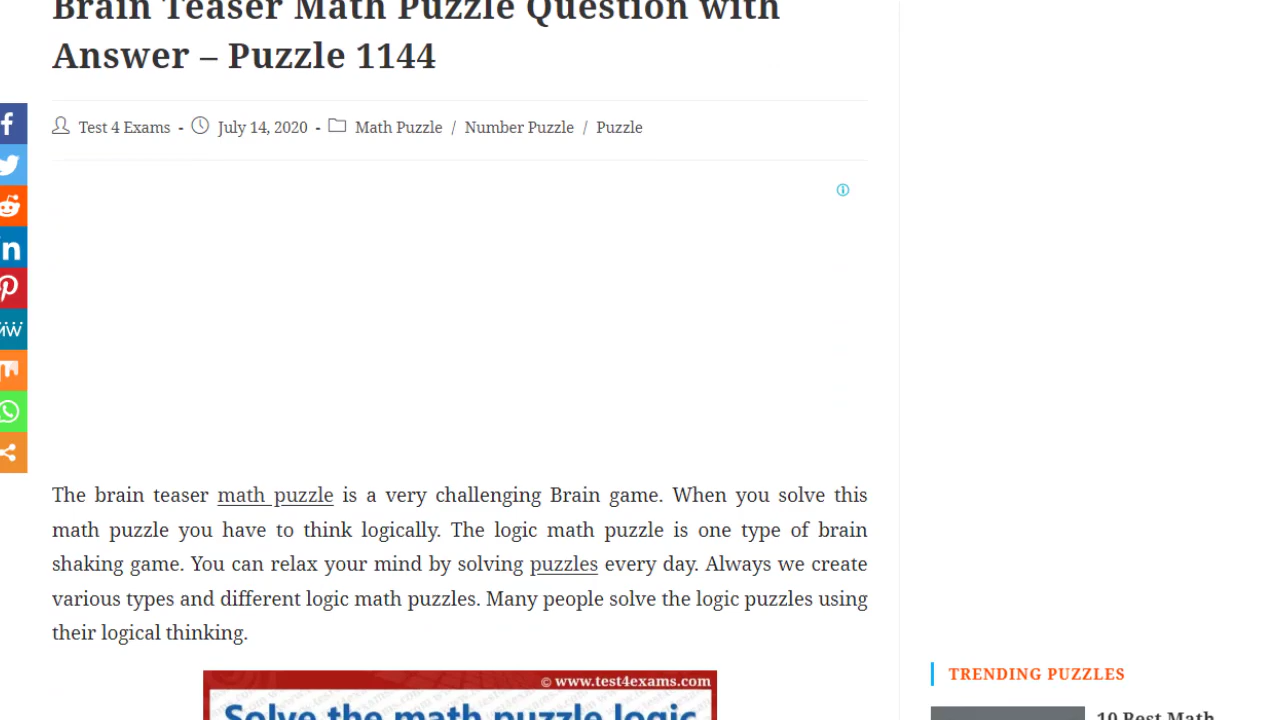 Brain Teaser Math Puzzle Question with
Answer – Puzzle 1144
Test 4 Exams - July 14, 2020 - Math Puzzle / Number Puzzle / Puzzle
The brain teaser math puzzle is a very challenging Brain game. When you solve this
math puzzle you have to think logically. The logic math puzzle is one type of brain
shaking game. You can relax your mind by solving puzzles every day. Always we create
various types and different logic math puzzles. Many people solve the logic puzzles using
their logical thinking.
© www.test4exams.com
Solve the math puzzle logic
TRENDING PUZZLES
10 Best Math